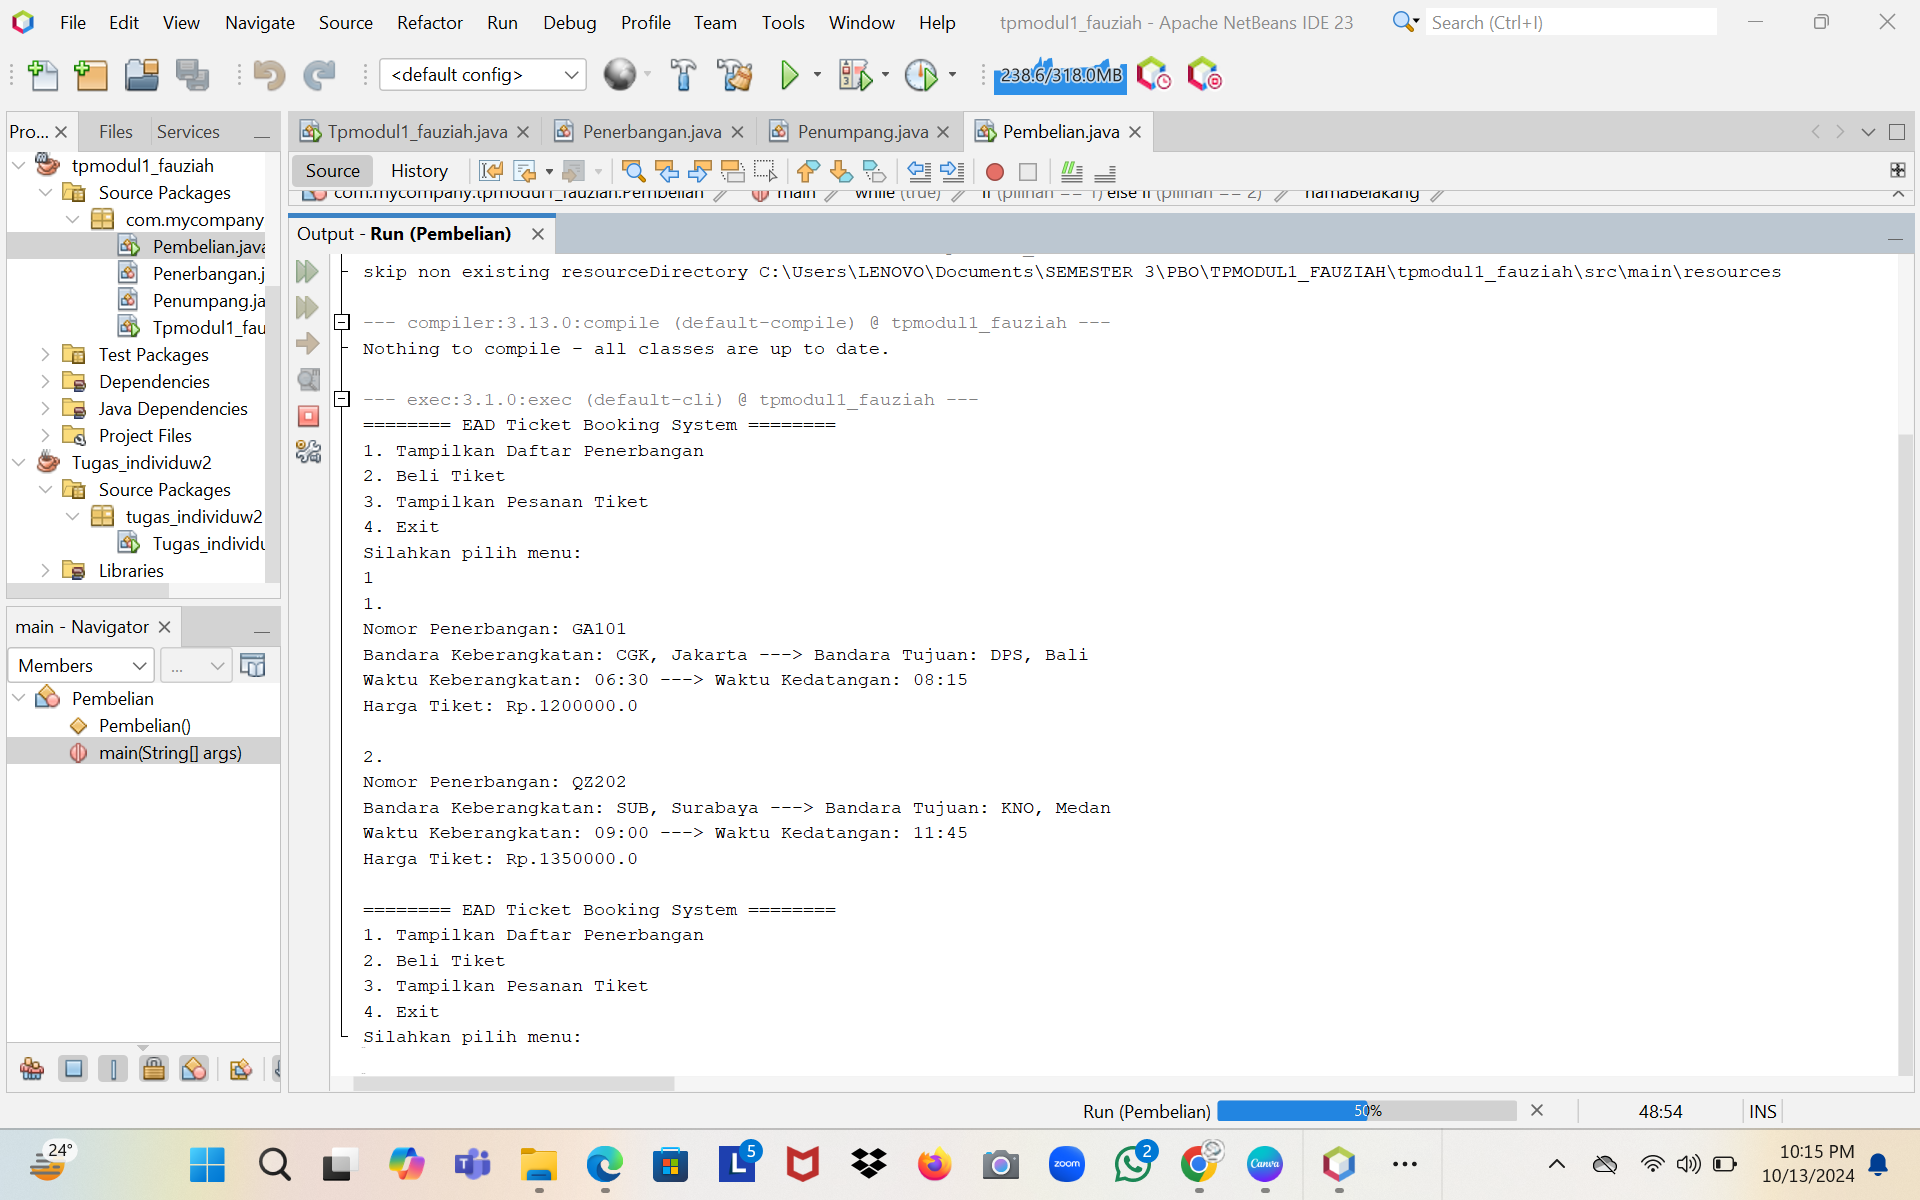 File Edit View Navigate Source Refactor Run Debug Profile Team Tools Window Help
tpmodul1_fauziah - Apache NetBeans IDE 23
Search (Ctrl+I)
<default config>
238.6/318.0MB
Pro...
Files
Services
Tpmodul1_fauziah.java
Penerbangan.java
Penumpang.java
Pembelian.java
Source
History
com.mycompany.tpmodul1_fauziah.Pembelian
main
while (true)
if (pilihan == 1) else if (pilihan == 2)
namaBelakang
tpmodul1_fauziah
Source Packages
com.mycompany
Pembelian.java
Penerbangan.j
Penumpang.ja
Tpmodul1_fau
Test Packages
Dependencies
Java Dependencies
Project Files
Tugas_individuw2
Source Packages
tugas_individuw2
Tugas_individu
Libraries
main - Navigator
Members
...
Pembelian
Pembelian()
main(String[] args)
Output - Run (Pembelian)
skip non existing resourceDirectory C:\Users\LENOVO\Documents\SEMESTER 3\PBO\TPMODUL1_FAUZIAH\tpmodul1_fauziah\src\main\resources
--- compiler:3.13.0:compile (default-compile) @ tpmodul1_fauziah ---
Nothing to compile - all classes are up to date.
--- exec:3.1.0:exec (default-cli) @ tpmodul1_fauziah ---
======== EAD Ticket Booking System ========
1. Tampilkan Daftar Penerbangan
2. Beli Tiket
3. Tampilkan Pesanan Tiket
4. Exit
Silahkan pilih menu:
1
1.
Nomor Penerbangan: GA101
Bandara Keberangkatan: CGK, Jakarta ---> Bandara Tujuan: DPS, Bali
Waktu Keberangkatan: 06:30 ---> Waktu Kedatangan: 08:15
Harga Tiket: Rp.1200000.0
2.
Nomor Penerbangan: QZ202
Bandara Keberangkatan: SUB, Surabaya ---> Bandara Tujuan: KNO, Medan
Waktu Keberangkatan: 09:00 ---> Waktu Kedatangan: 11:45
Harga Tiket: Rp.1350000.0
======== EAD Ticket Booking System ========
1. Tampilkan Daftar Penerbangan
2. Beli Tiket
3. Tampilkan Pesanan Tiket
4. Exit
Silahkan pilih menu:
Run (Pembelian)
50%
48:54
INS
24°
5
zoom
2
Canva
10:15 PM
10/13/2024